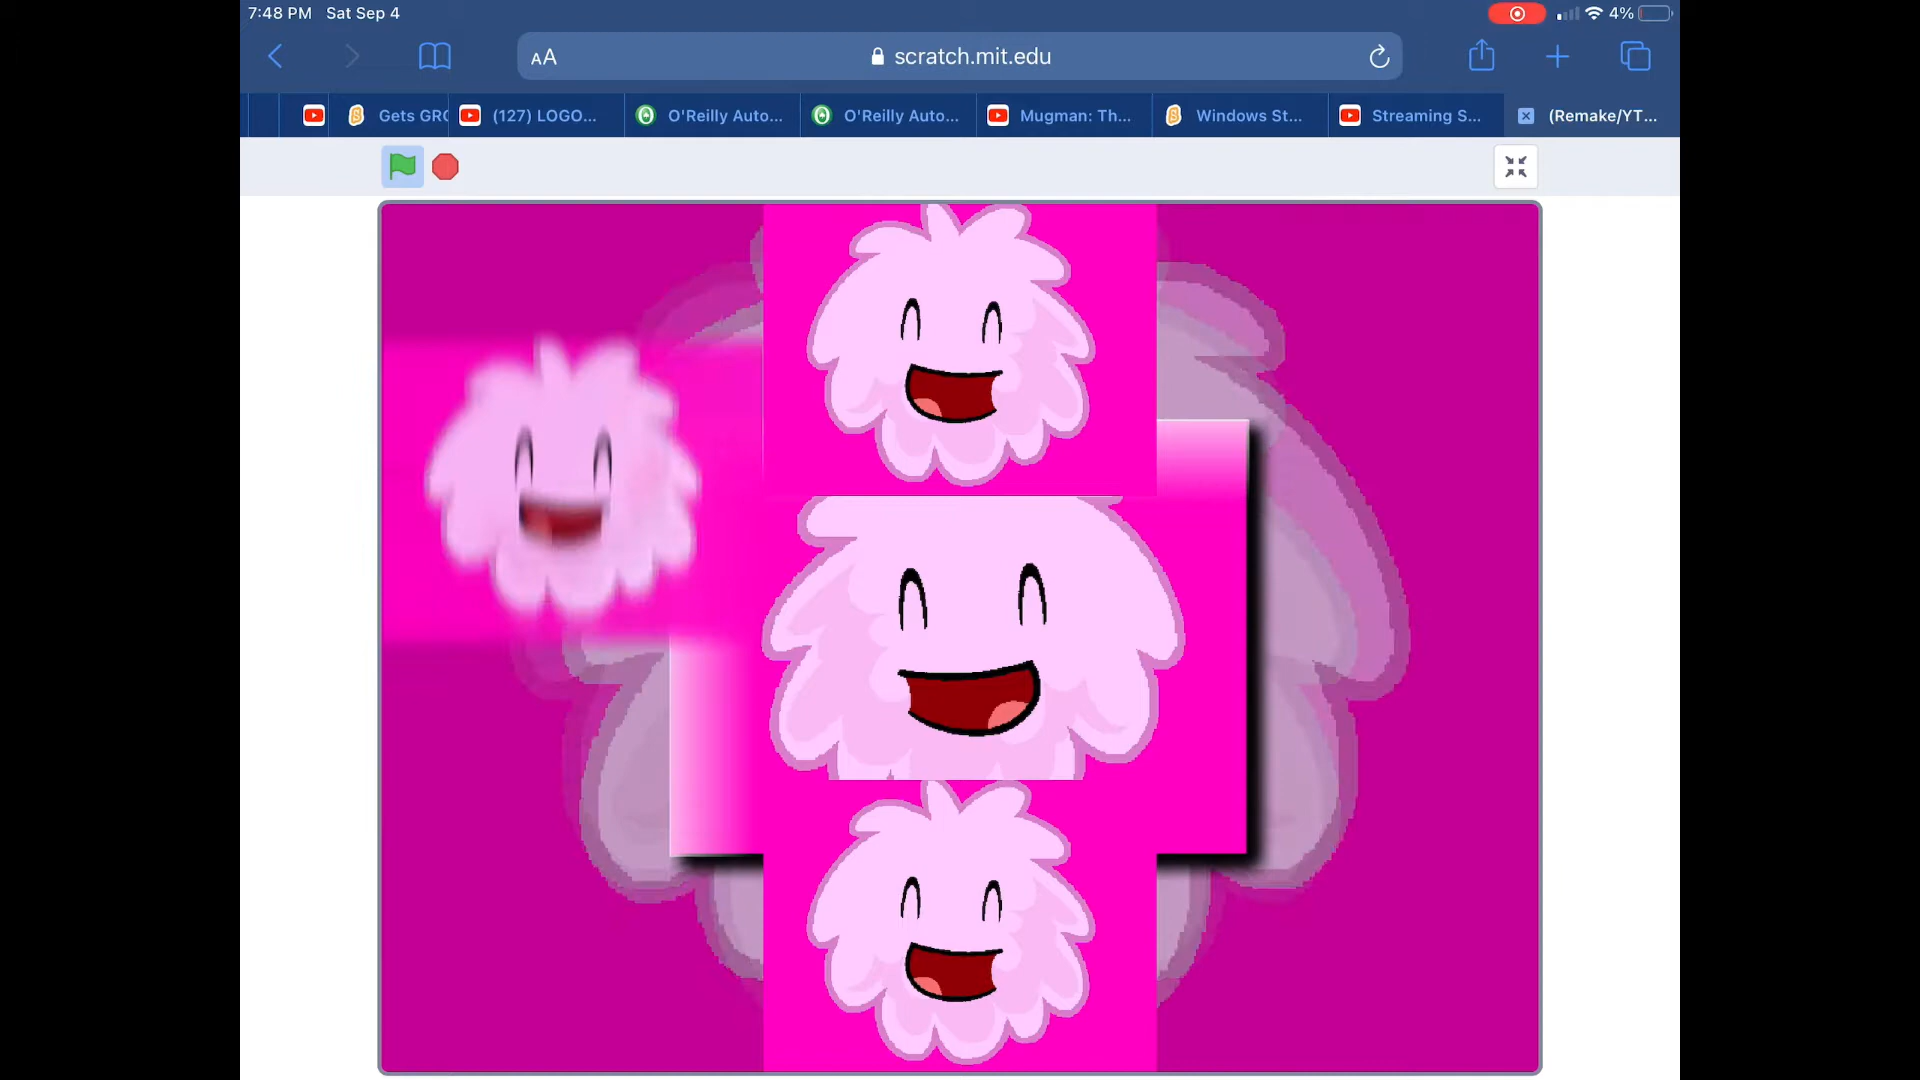 7:48 PM Sat Sep 4 4%
AA scratch.mit.edu
Gets GRC (127) LOGO... O'Reilly Auto... O'Reilly Auto... Mugman: Th... Windows St... Streaming S... (Remake/YT...